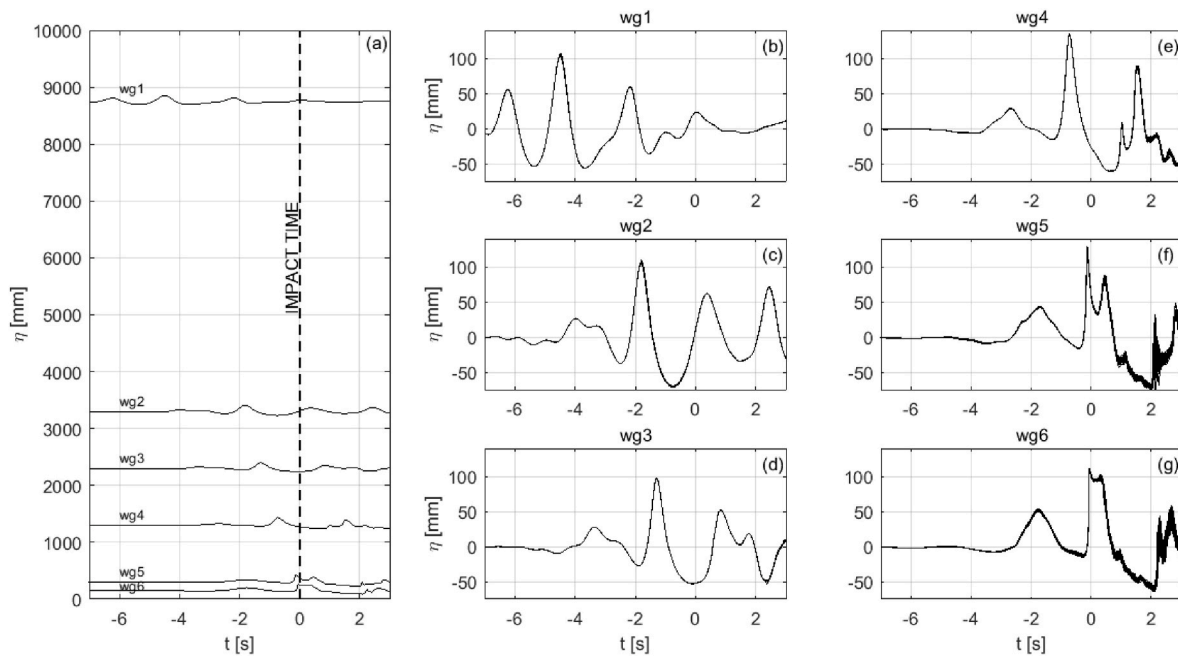 wg1
wg4
(a)
(b)
(e)
10000
9000
8000
7000
6000
5000
4000
3000
2000
1000
0
η [mm]
wg1
wg2
wg3
wg4
wg5
wg6
IMPACT TIME
-6 -4 -2 0 2
t [s]
100
50
0
-50
η [mm]
-6 -4 -2 0 2
100
50
0
-50
η [mm]
-6 -4 -2 0 2
wg2
wg5
(c)
(f)
100
50
0
-50
η [mm]
-6 -4 -2 0 2
100
50
0
-50
η [mm]
-6 -4 -2 0 2
wg3
wg6
(d)
(g)
100
50
0
-50
η [mm]
-6 -4 -2 0 2
t [s]
100
50
0
-50
η [mm]
-6 -4 -2 0 2
t [s]